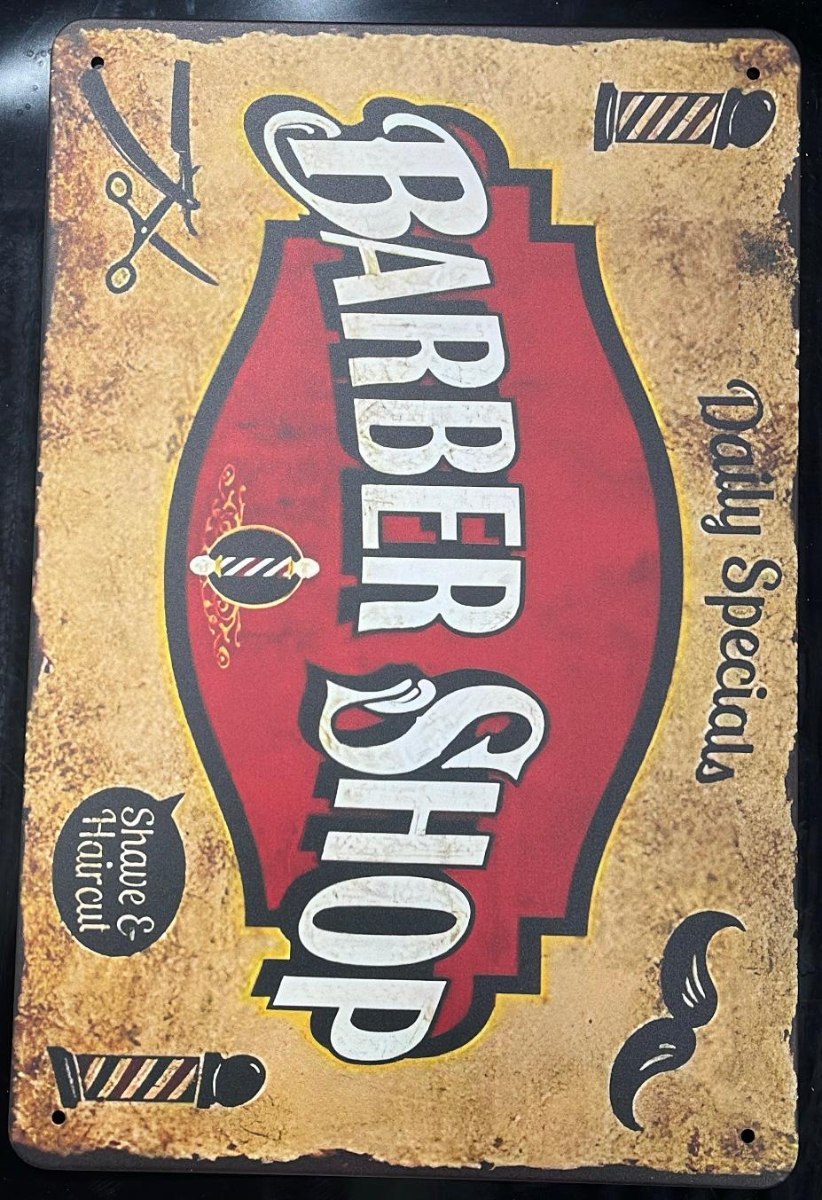 Daily Specials
BARBER SHOP
Shave &
Haircut